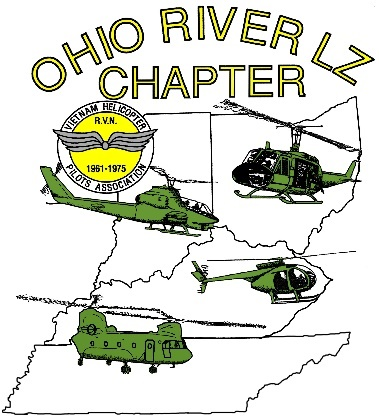 OHIO RIVER LZ
CHAPTER
VIETNAM HELICOPTER
R.V.N.
1961-1975
PILOTS ASSOCIATION